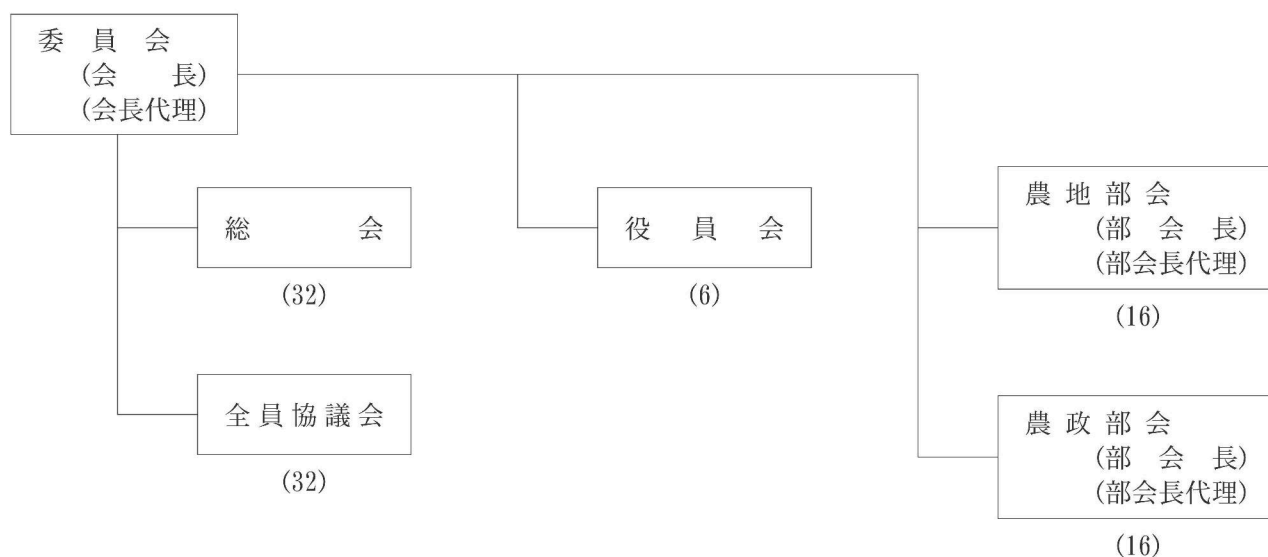 委員会
(会長)
(会長代理)
総会
(32)
全員協議会
(32)
役員会
(6)
農地部会
(部会長)
(部会長代理)
(16)
農政部会
(部会長)
(部会長代理)
(16)